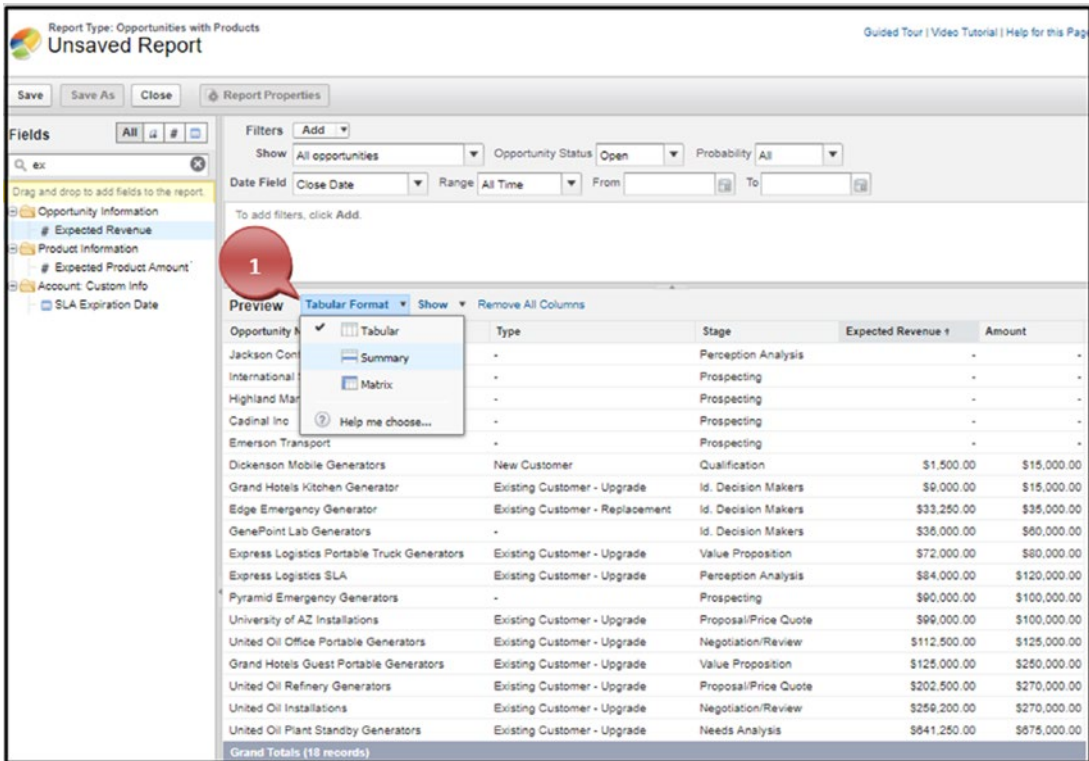 Report Type: Opportunities with Products
Unsaved Report
Guided Tour | Video Tutorial | Help for this Page
Save Save As Close Report Properties
Fields All a #
ex
Drag and drop to add fields to the report.
Opportunity Information
# Expected Revenue
Product Information
# Expected Product Amount
Account: Custom Info
SLA Expiration Date
Filters Add
Show All opportunities Opportunity Status Open Probability All
Date Field Close Date Range All Time From To
To add filters, click Add.
1
Preview Tabular Format Show Remove All Columns
Tabular
Summary
Matrix
? Help me choose...
Opportunity Type Stage Expected Revenue ↑ Amount
Jackson - Perception Analysis - -
International - Prospecting - -
Highland - Prospecting - -
Cadinal Inc - Prospecting - -
Emerson Transport - Prospecting - -
Dickenson Mobile Generators New Customer Qualification $1,500.00 $15,000.00
Grand Hotels Kitchen Generator Existing Customer - Upgrade Id. Decision Makers $9,000.00 $15,000.00
Edge Emergency Generator Existing Customer - Replacement Id. Decision Makers $33,250.00 $35,000.00
GenePoint Lab Generators - Id. Decision Makers $36,000.00 $60,000.00
Express Logistics Portable Truck Generators Existing Customer - Upgrade Value Proposition $72,000.00 $80,000.00
Express Logistics SLA Existing Customer - Upgrade Perception Analysis $84,000.00 $120,000.00
Pyramid Emergency Generators - Prospecting $90,000.00 $100,000.00
University of AZ Installations Existing Customer - Upgrade Proposal/Price Quote $99,000.00 $100,000.00
United Oil Office Portable Generators Existing Customer - Upgrade Negotiation/Review $112,500.00 $125,000.00
Grand Hotels Guest Portable Generators Existing Customer - Upgrade Value Proposition $125,000.00 $250,000.00
United Oil Refinery Generators Existing Customer - Upgrade Proposal/Price Quote $202,500.00 $270,000.00
United Oil Installations Existing Customer - Upgrade Negotiation/Review $259,200.00 $270,000.00
United Oil Plant Standby Generators Existing Customer - Upgrade Needs Analysis $641,250.00 $675,000.00
Grand Totals (18 records)